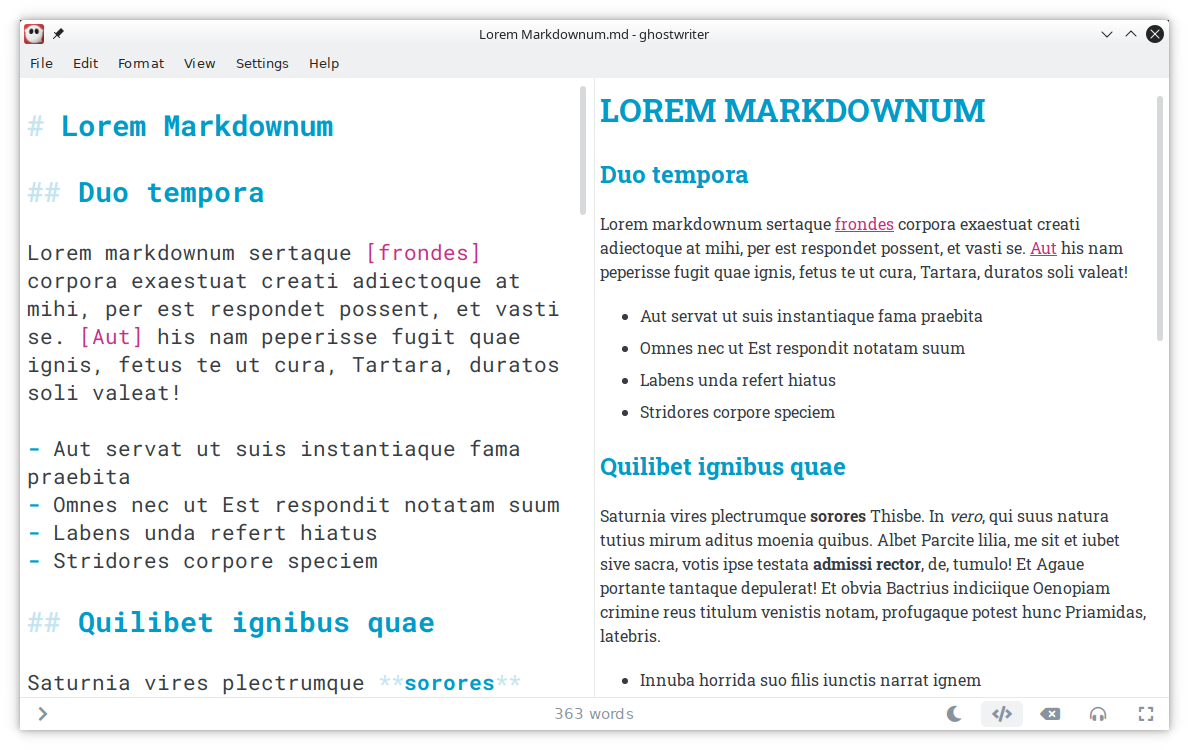 Lorem Markdownum.md - ghostwriter
File Edit Format View Settings Help
# Lorem Markdownum
## Duo tempora
Lorem markdownum sertaque [frondes]
corpora exaestuat creati adiectoque at
mihi, per est respondet possent, et vasti
se. [Aut] his nam peperisse fugit quae
ignis, fetus te ut cura, Tartara, duratos
soli valeat!
- Aut servat ut suis instantiaque fama
praebita
- Omnes nec ut Est respondit notatam suum
- Labens unda refert hiatus
- Stridores corpore speciem
## Quilibet ignibus quae
Saturnia vires plectrumque **sorores**
LOREM MARKDOWNUM
Duo tempora
Lorem markdownum sertaque frondes corpora exaestuat creati
adiectoque at mihi, per est respondet possent, et vasti se. Aut his nam
peperisse fugit quae ignis, fetus te ut cura, Tartara, duratos soli valeat!
• Aut servat ut suis instantiaque fama praebita
• Omnes nec ut Est respondit notatam suum
• Labens unda refert hiatus
• Stridores corpore speciem
Quilibet ignibus quae
Saturnia vires plectrumque sorores Thisbe. In vero, qui suus natura
tutius mirum aditus moenia quibus. Albet Parcite lilia, me sit et iubet
sive sacra, votis ipse testata admissi rector, de, tumulo! Et Agaue
portante tantaque depulerat! Et obvia Bactrius indiciique Oenopiam
crimine reus titulum venistis notam, profugaque potest hunc Priamidas,
latebris.
• Innuba horrida suo filis iunctis narrat ignem
363 words